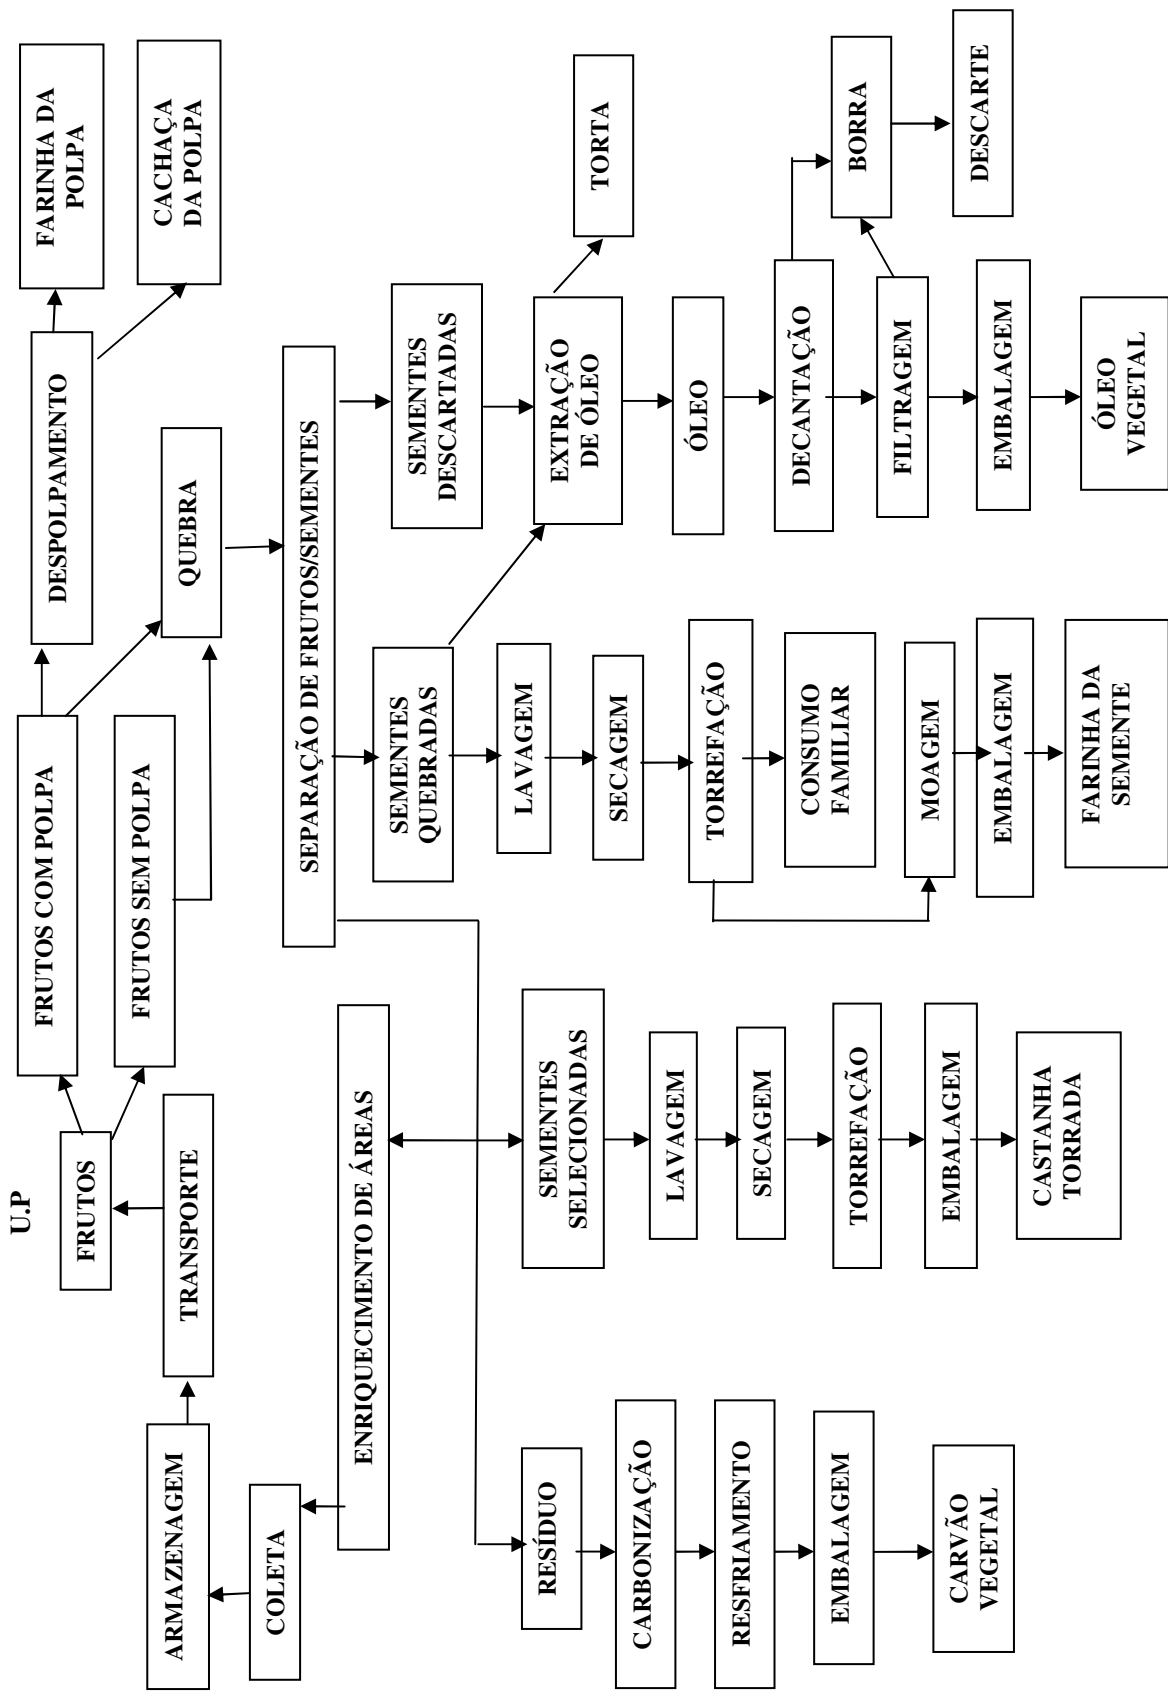 U.P
ARMAZENAGEM
COLETA
TRANSPORTE
FRUTOS
FRUTOS COM POLPA
FRUTOS SEM POLPA
DESPOLPAMENTO
QUEBRA
FARINHA DA
POLPA
CACHAÇA
DA POLPA
ENRIQUECIMENTO DE ÁREAS
SEPARAÇÃO DE FRUTOS/SEMENTES
RESÍDUO
CARBONIZAÇÃO
RESFRIAMENTO
EMBALAGEM
CARVÃO
VEGETAL
SEMENTES
SELECIONADAS
LAVAGEM
SECAGEM
TORREFAÇÃO
EMBALAGEM
CASTANHA
TORRADA
SEMENTES
QUEBRADAS
LAVAGEM
SECAGEM
TORREFAÇÃO
CONSUMO
FAMILIAR
MOAGEM
EMBALAGEM
FARINHA DA
SEMENTE
SEMENTES
DESCARTADAS
EXTRAÇÃO
DE ÓLEO
TORTA
ÓLEO
DECANTAÇÃO
FILTRAGEM
BORRA
DESCARTE
EMBALAGEM
ÓLEO
VEGETAL